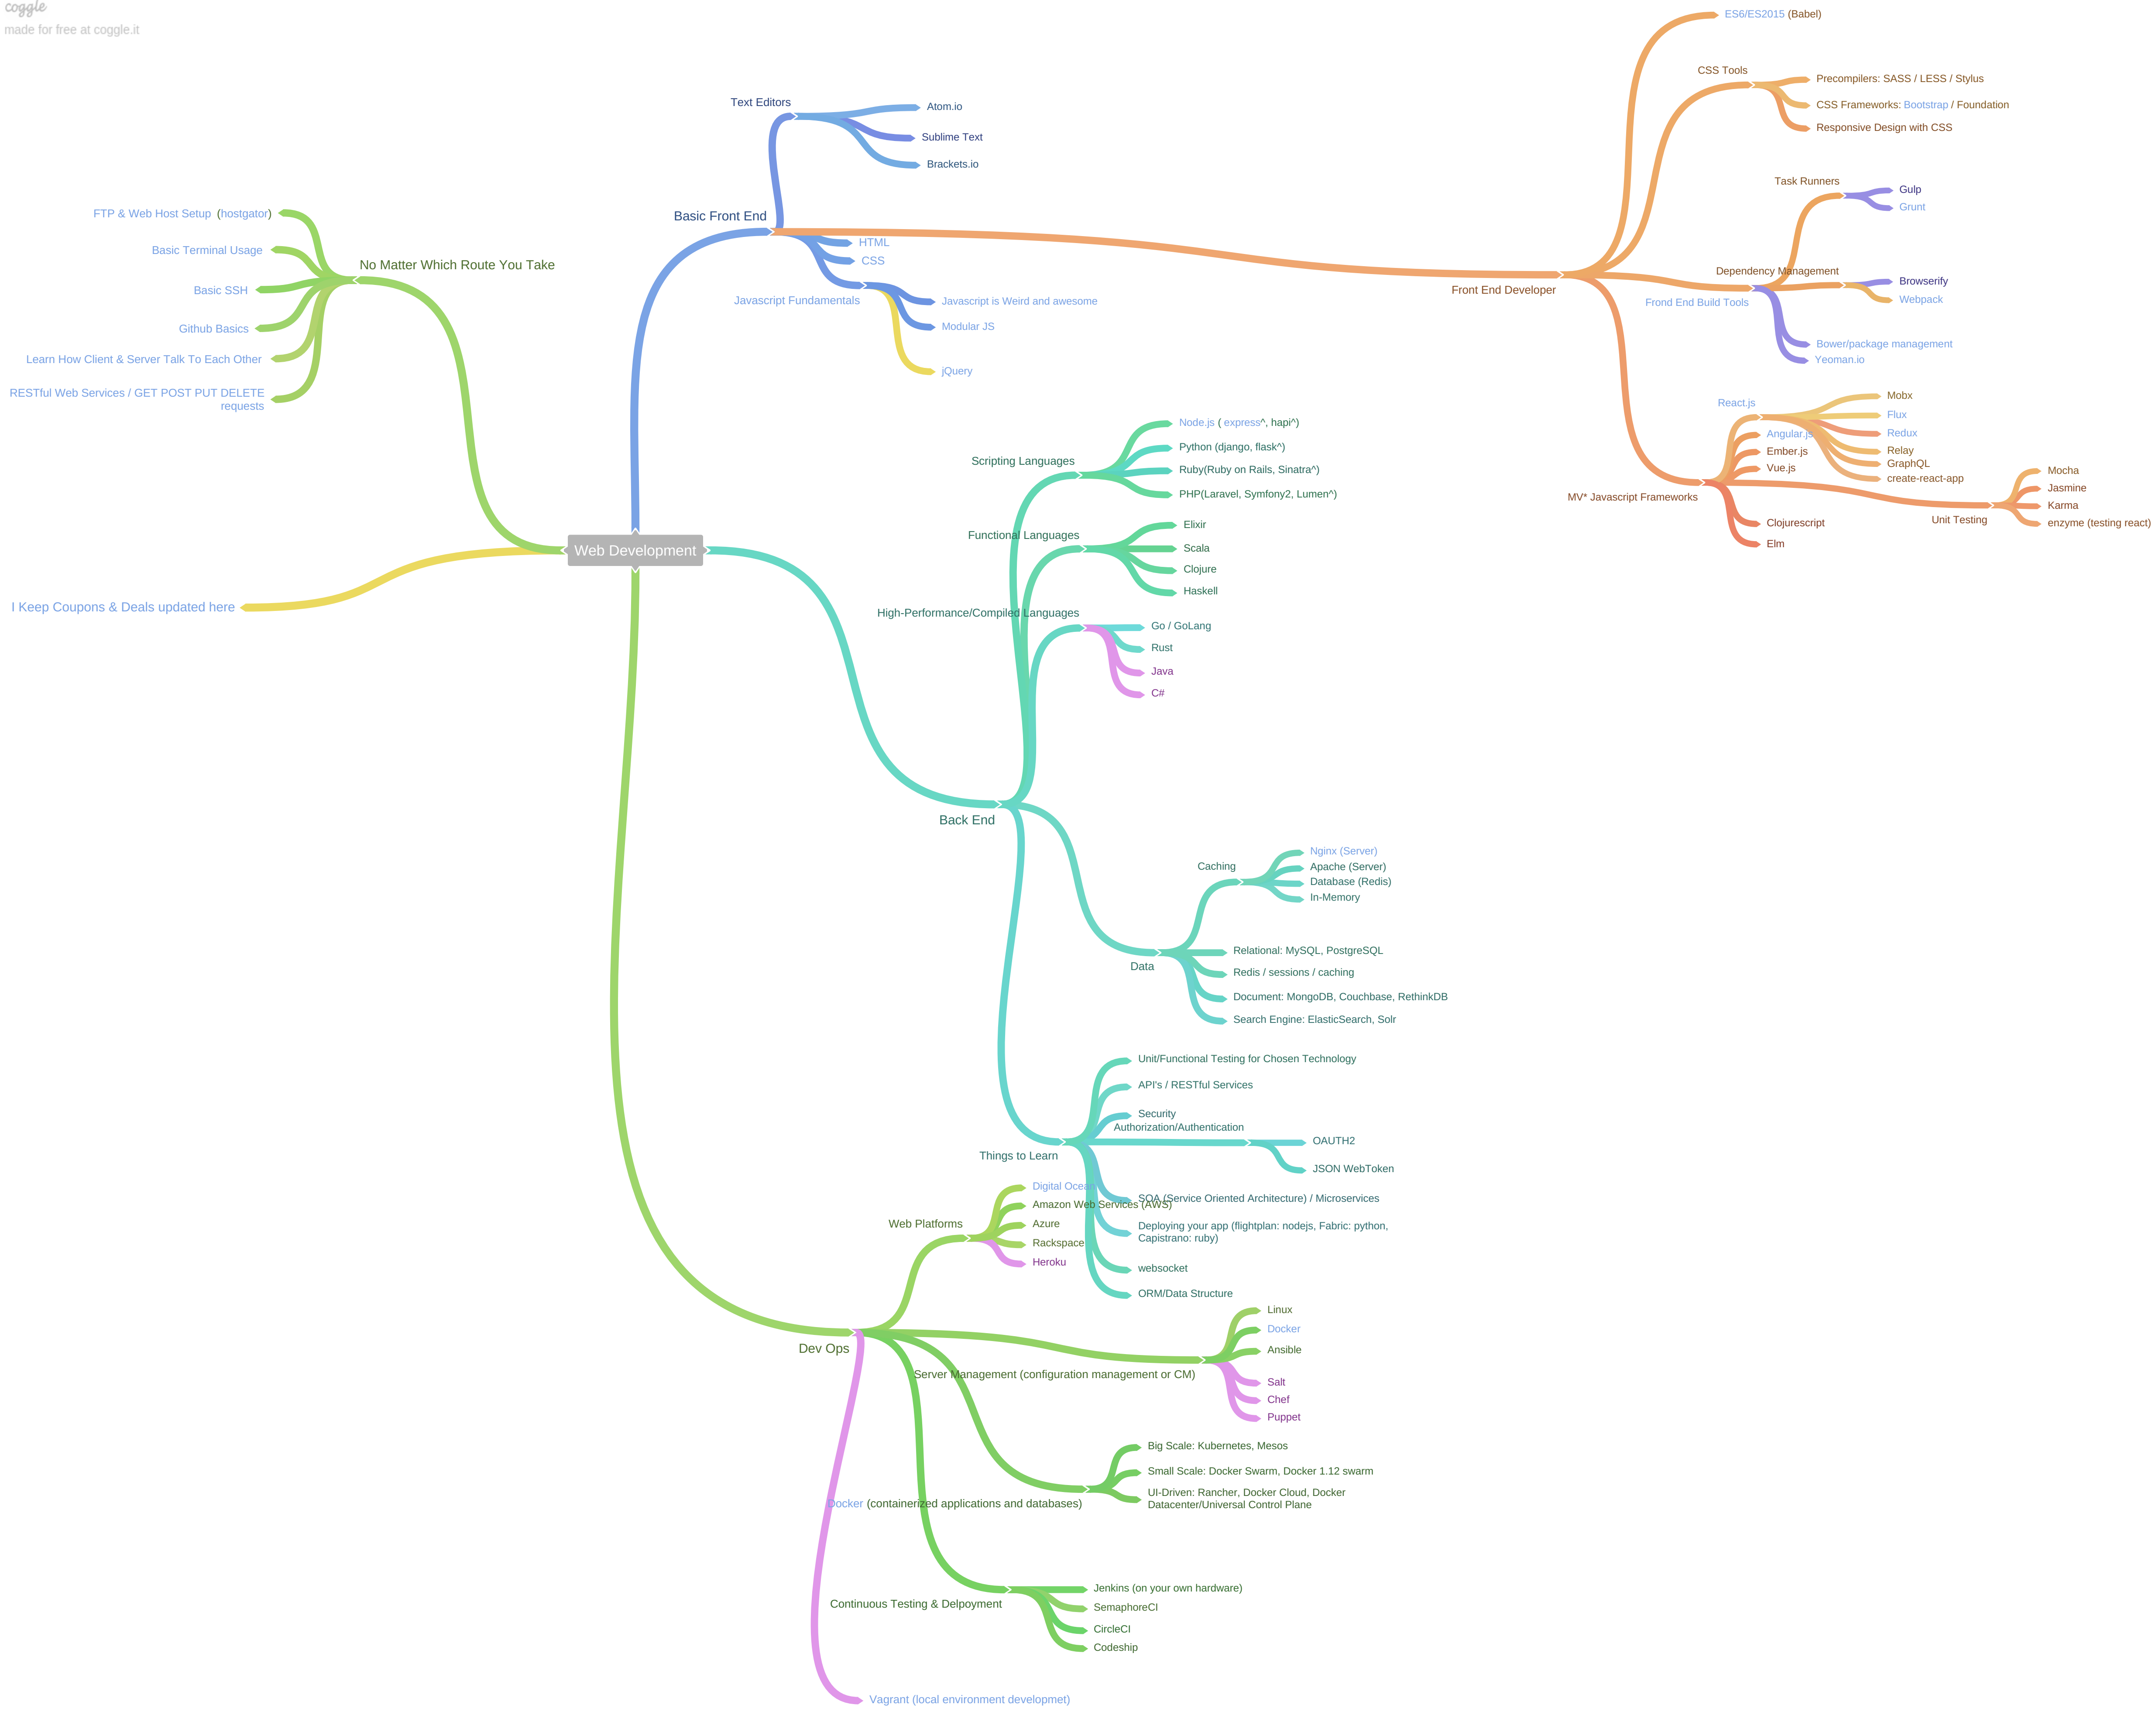 coggle
made for free at coggle.it
Web Development
No Matter Which Route You Take
FTP & Web Host Setup (hostgator)
Basic Terminal Usage
Basic SSH
Github Basics
Learn How Client & Server Talk To Each Other
RESTful Web Services / GET POST PUT DELETE
requests
I Keep Coupons & Deals updated here
Basic Front End
Text Editors
Atom.io
Sublime Text
Brackets.io
HTML
CSS
Javascript Fundamentals
Javascript is Weird and awesome
Modular JS
jQuery
Front End Developer
ES6/ES2015 (Babel)
CSS Tools
Precompilers: SASS / LESS / Stylus
CSS Frameworks: Bootstrap / Foundation
Responsive Design with CSS
Frond End Build Tools
Task Runners
Gulp
Grunt
Dependency Management
Browserify
Webpack
Bower/package management
Yeoman.io
MV* Javascript Frameworks
React.js
Mobx
Flux
Redux
Relay
GraphQL
create-react-app
Angular.js
Ember.js
Vue.js
Unit Testing
Mocha
Jasmine
Karma
enzyme (testing react)
Clojurescript
Elm
Back End
Scripting Languages
Node.js ( express^, hapi^)
Python (django, flask^)
Ruby(Ruby on Rails, Sinatra^)
PHP(Laravel, Symfony2, Lumen^)
Functional Languages
Elixir
Scala
Clojure
Haskell
High-Performance/Compiled Languages
Go / GoLang
Rust
Java
C#
Data
Caching
Nginx (Server)
Apache (Server)
Database (Redis)
In-Memory
Relational: MySQL, PostgreSQL
Redis / sessions / caching
Document: MongoDB, Couchbase, RethinkDB
Search Engine: ElasticSearch, Solr
Things to Learn
Unit/Functional Testing for Chosen Technology
API's / RESTful Services
Security
Authorization/Authentication
OAUTH2
JSON WebToken
SOA (Service Oriented Architecture) / Microservices
Deploying your app (flightplan: nodejs, Fabric: python,
Capistrano: ruby)
websocket
ORM/Data Structure
Dev Ops
Web Platforms
Digital Ocean
Amazon Web Services (AWS)
Azure
Rackspace
Heroku
Server Management (configuration management or CM)
Linux
Docker
Ansible
Salt
Chef
Puppet
Docker (containerized applications and databases)
Big Scale: Kubernetes, Mesos
Small Scale: Docker Swarm, Docker 1.12 swarm
UI-Driven: Rancher, Docker Cloud, Docker
Datacenter/Universal Control Plane
Continuous Testing & Delpoyment
Jenkins (on your own hardware)
SemaphoreCI
CircleCI
Codeship
Vagrant (local environment developmet)